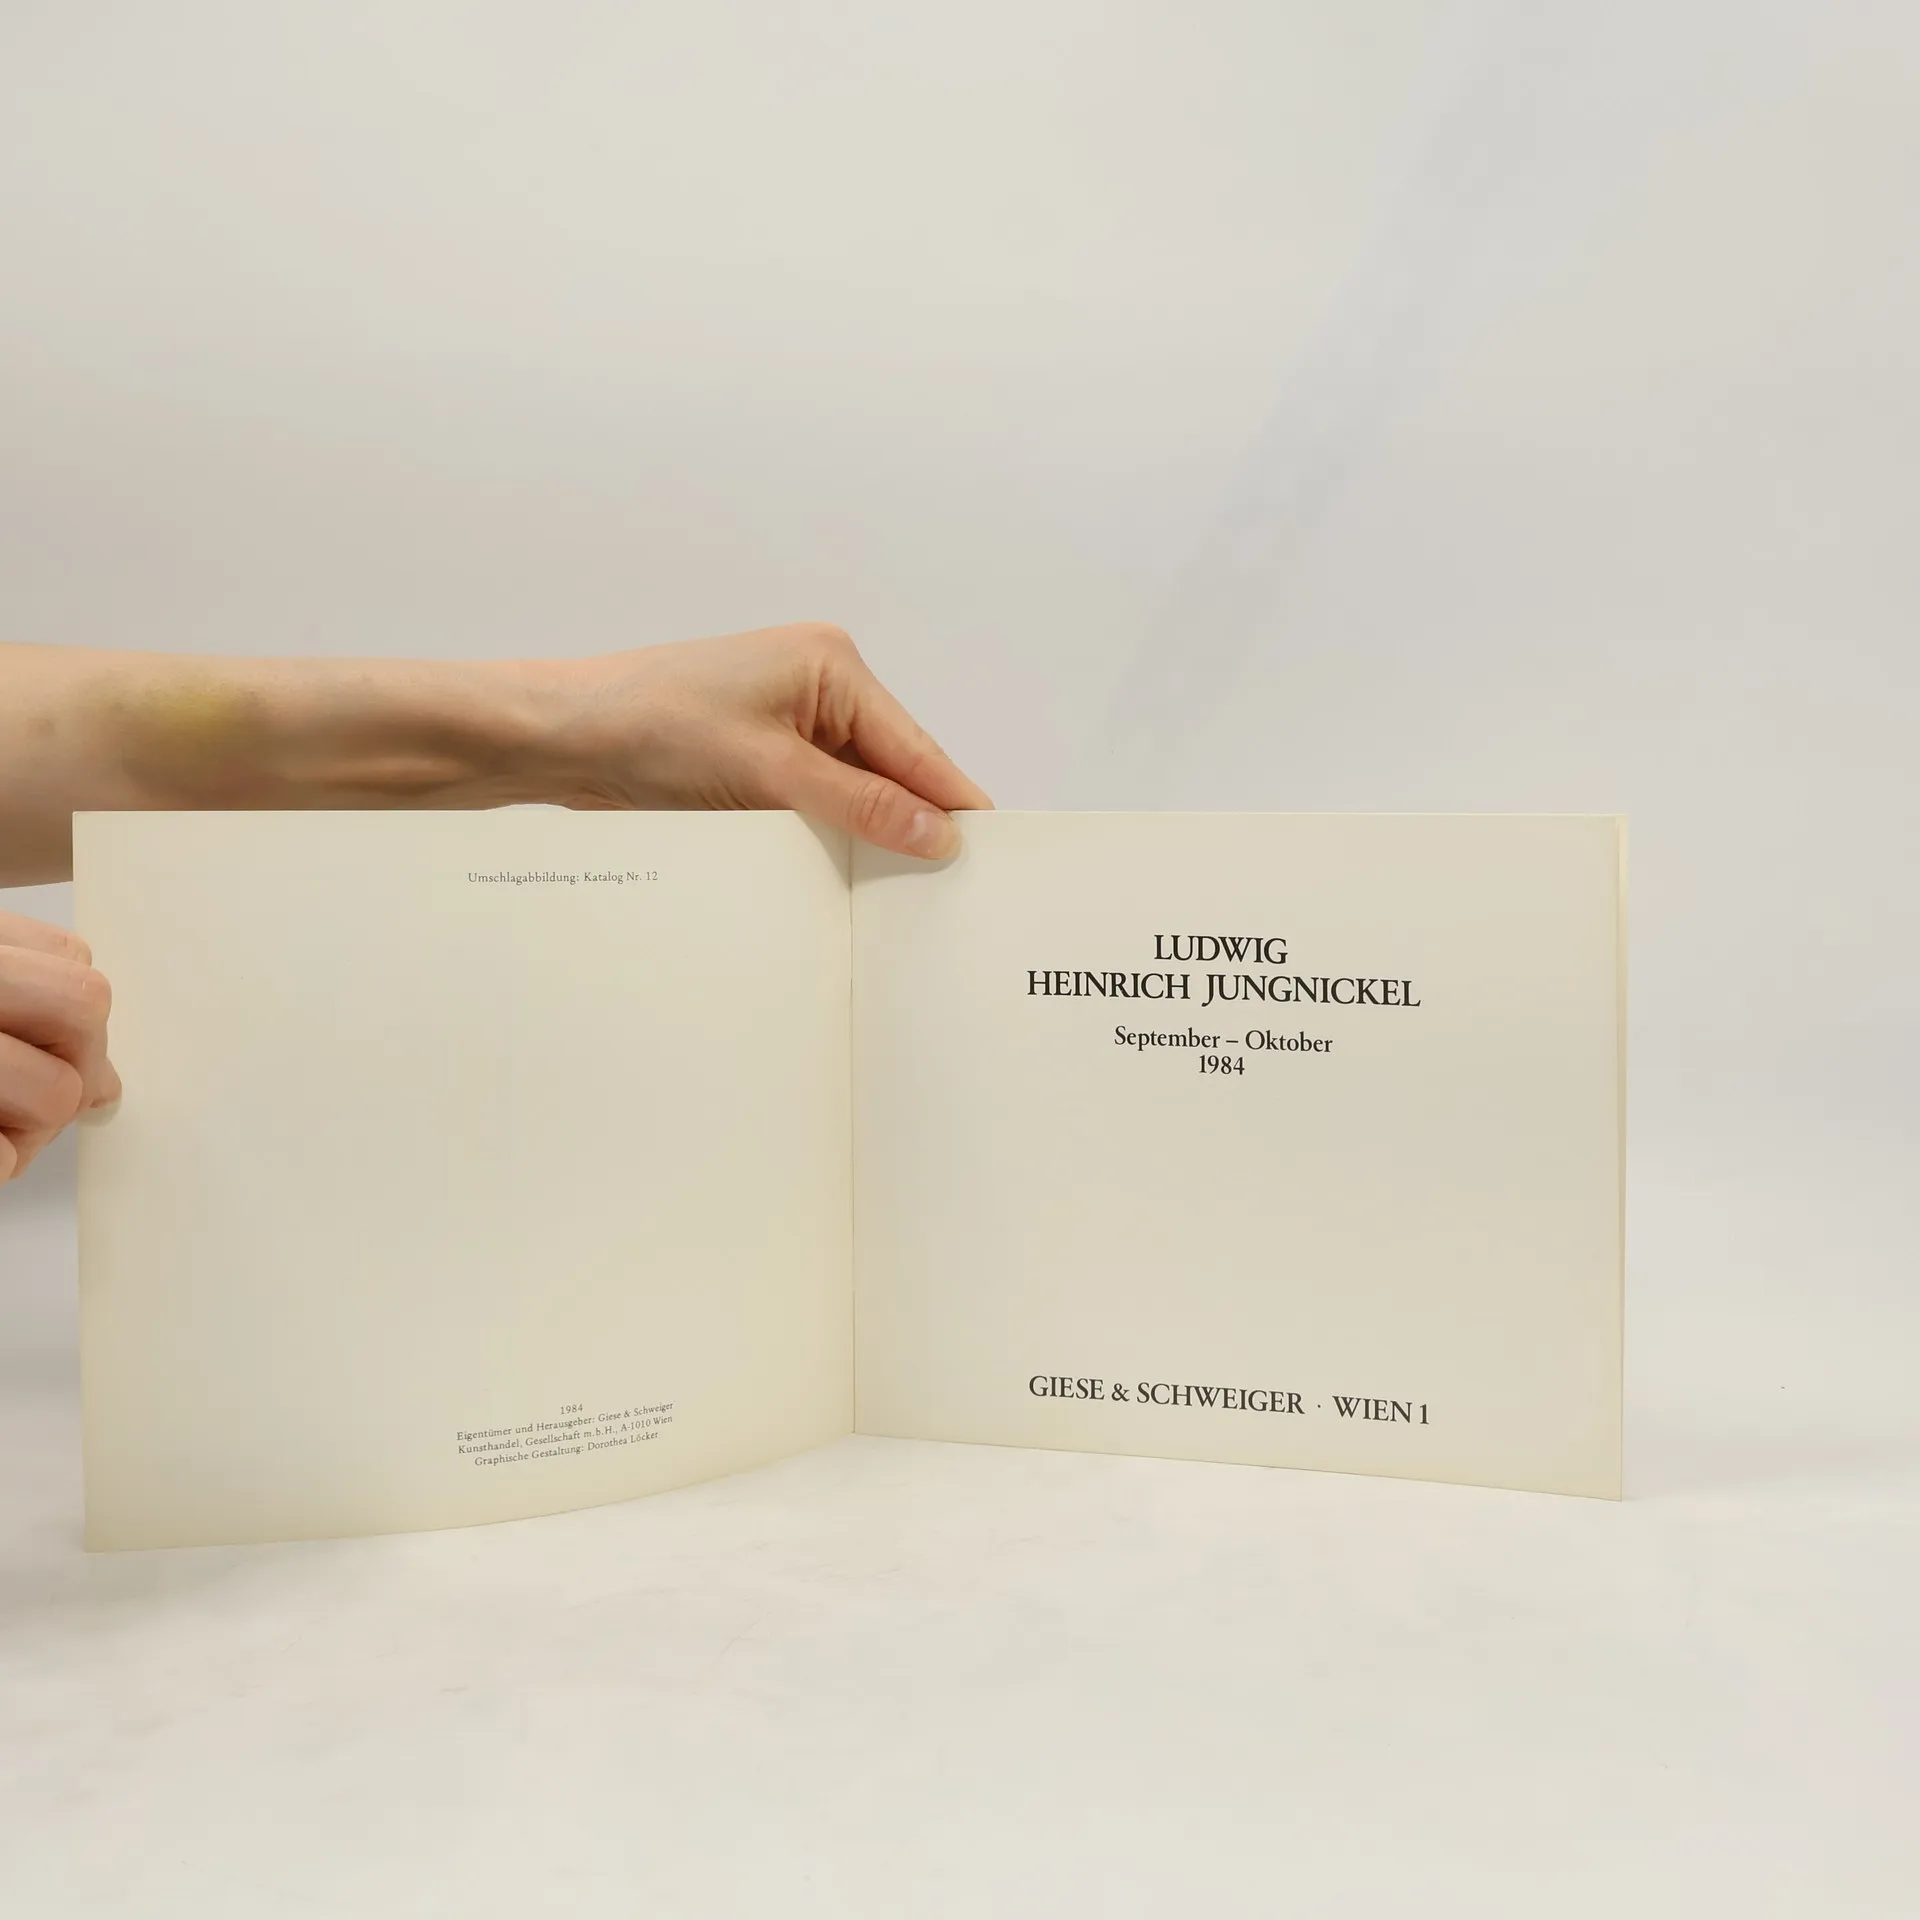 Umschlagabbildung: Katalog Nr. 12
1984
Eigentümer und Herausgeber: Giese & Schweiger
Kunsthandel, Gesellschaft m.b.H., A-1010 Wien
Graphische Gestaltung: Dorothea Löcker
LUDWIG
HEINRICH JUNGNICKEL
September – Oktober
1984
GIESE & SCHWEIGER · WIEN 1